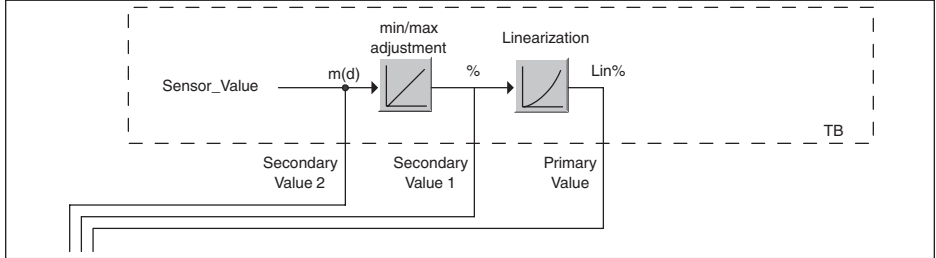 min/max
adjustment
Linearization
Sensor_Value
m(d)
%
Lin%
TB
Secondary
Value 2
Secondary
Value 1
Primary
Value